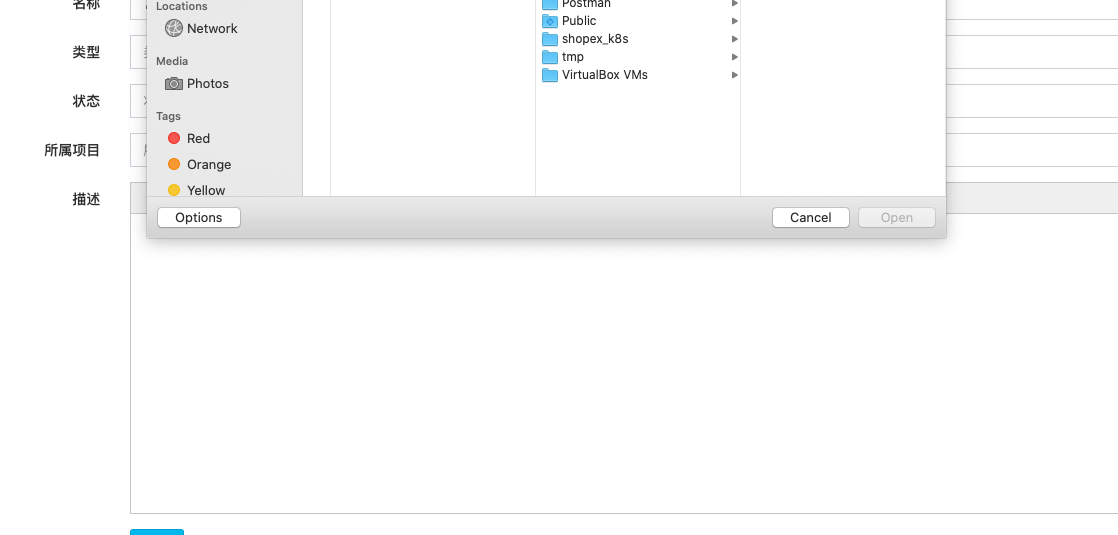 名称
类型
状态
所属项目
描述
Locations
Network
Media
Photos
Tags
Red
Orange
Yellow
Postman
Public
shopex_k8s
tmp
VirtualBox VMs
Options
Cancel
Open